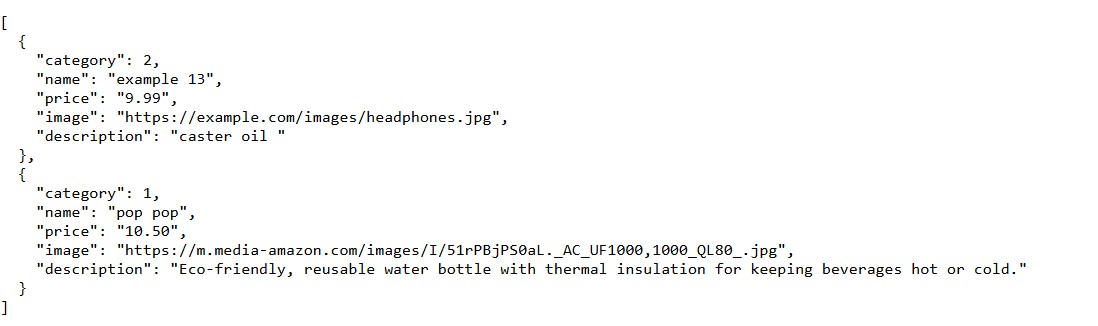 [
  {
    "category": 2,
    "name": "example 13",
    "price": "9.99",
    "image": "https://example.com/images/headphones.jpg",
    "description": "caster oil "
  },
  {
    "category": 1,
    "name": "pop pop",
    "price": "10.50",
    "image": "https://m.media-amazon.com/images/I/51rPBjPS0aL._AC_UF1000,1000_QL80_.jpg",
    "description": "Eco-friendly, reusable water bottle with thermal insulation for keeping beverages hot or cold."
  }
]